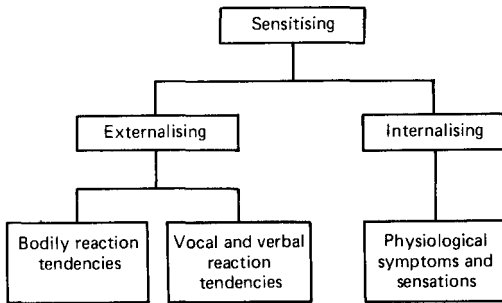 Sensitising
Externalising
Internalising
Bodily reaction
tendencies
Vocal and verbal
reaction
tendencies
Physiological
symptoms and
sensations